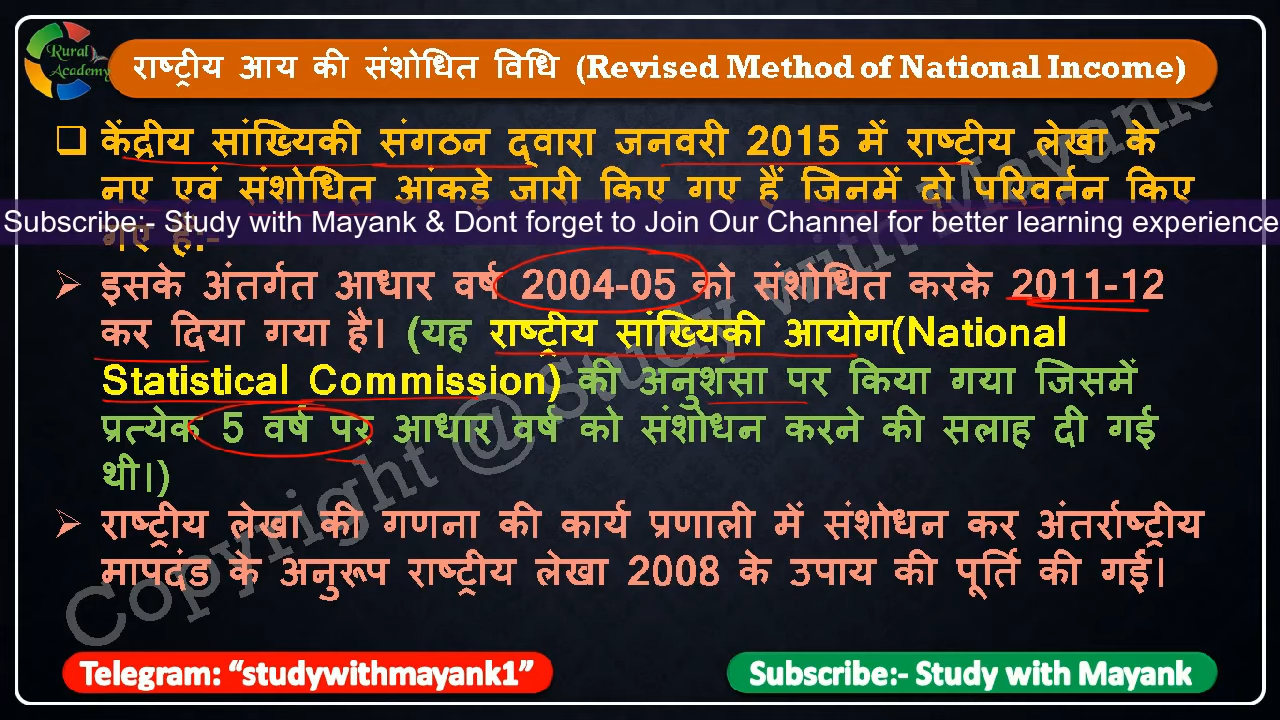 Rural
Academy
राष्ट्रीय आय की संशोधित विधि (Revised Method of National Income)
❑ केंद्रीय सांख्यिकी संगठन द्वारा जनवरी 2015 में राष्ट्रीय लेखा के
नए एवं संशोधित आंकड़े जारी किए गए हैं जिनमें दो परिवर्तन किए
Subscribe:- Study with Mayank & Dont forget to Join Our Channel for better learning experience
गए हैं:-
➢ इसके अंतर्गत आधार वर्ष 2004-05 को संशोधित करके 2011-12
कर दिया गया है। (यह राष्ट्रीय सांख्यिकी आयोग(National
Statistical Commission) की अनुशंसा पर किया गया जिसमें
प्रत्येक 5 वर्ष पर आधार वर्ष को संशोधन करने की सलाह दी गई
थी।)
➢ राष्ट्रीय लेखा की गणना की कार्य प्रणाली में संशोधन कर अंतर्राष्ट्रीय
मापदंड के अनुरूप राष्ट्रीय लेखा 2008 के उपाय की पूर्ति की गई।
Copyright @Study with Mayank
Telegram: “studywithmayank1”
Subscribe:- Study with Mayank